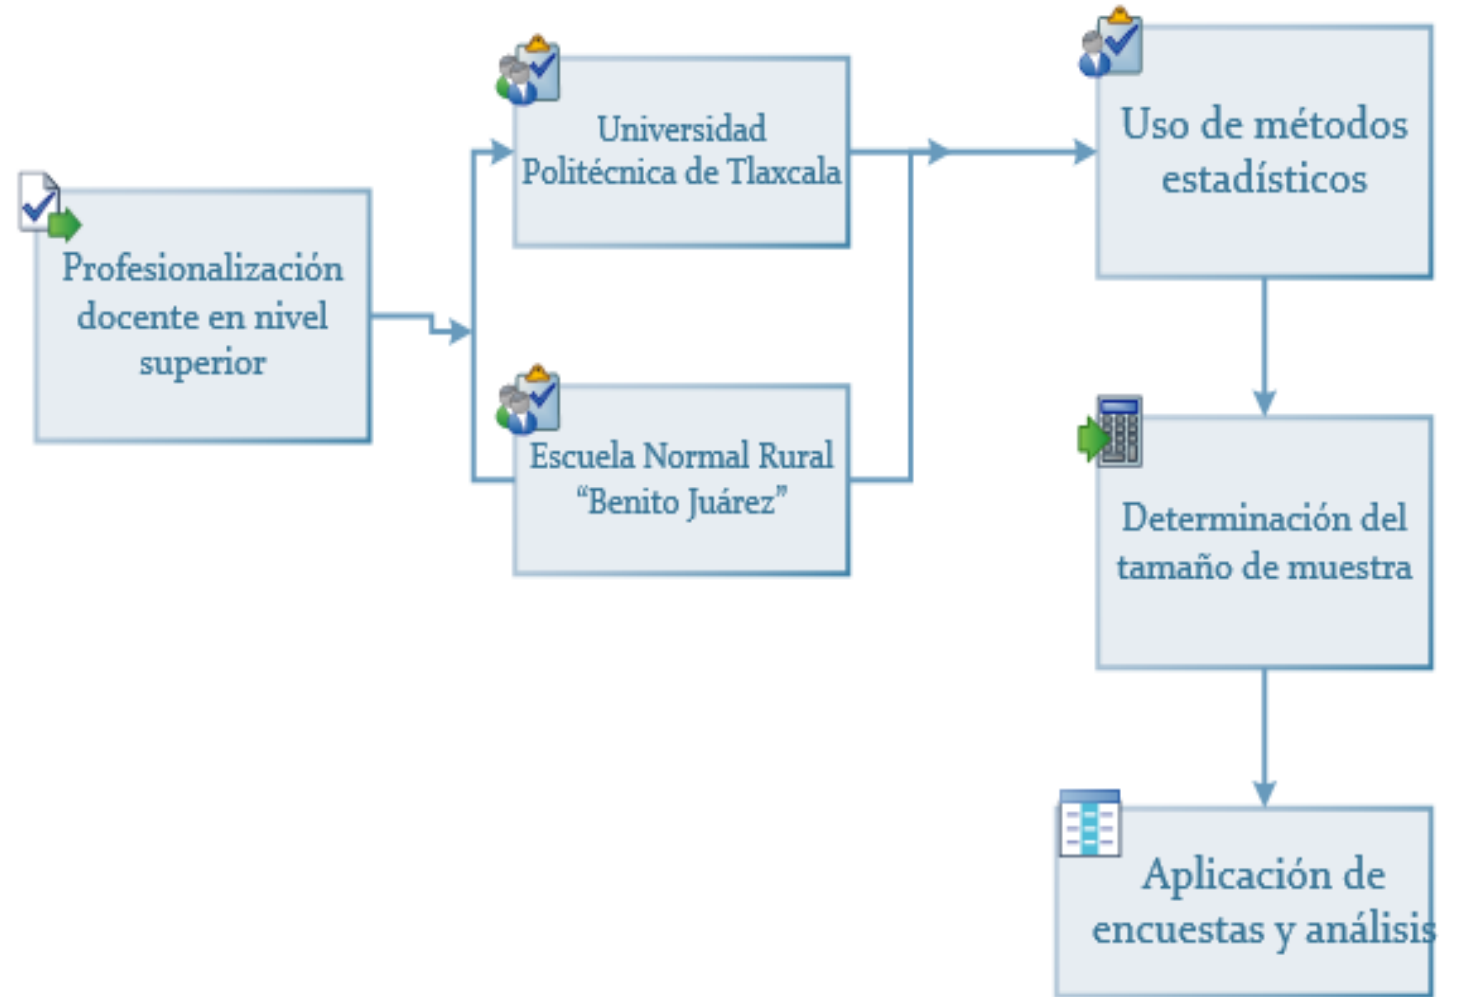 Profesionalización
docente en nivel
superior
Universidad
Politécnica de Tlaxcala
Escuela Normal Rural
“Benito Juárez”
Uso de métodos
estadísticos
Determinación del
tamaño de muestra
Aplicación de
encuestas y análisis